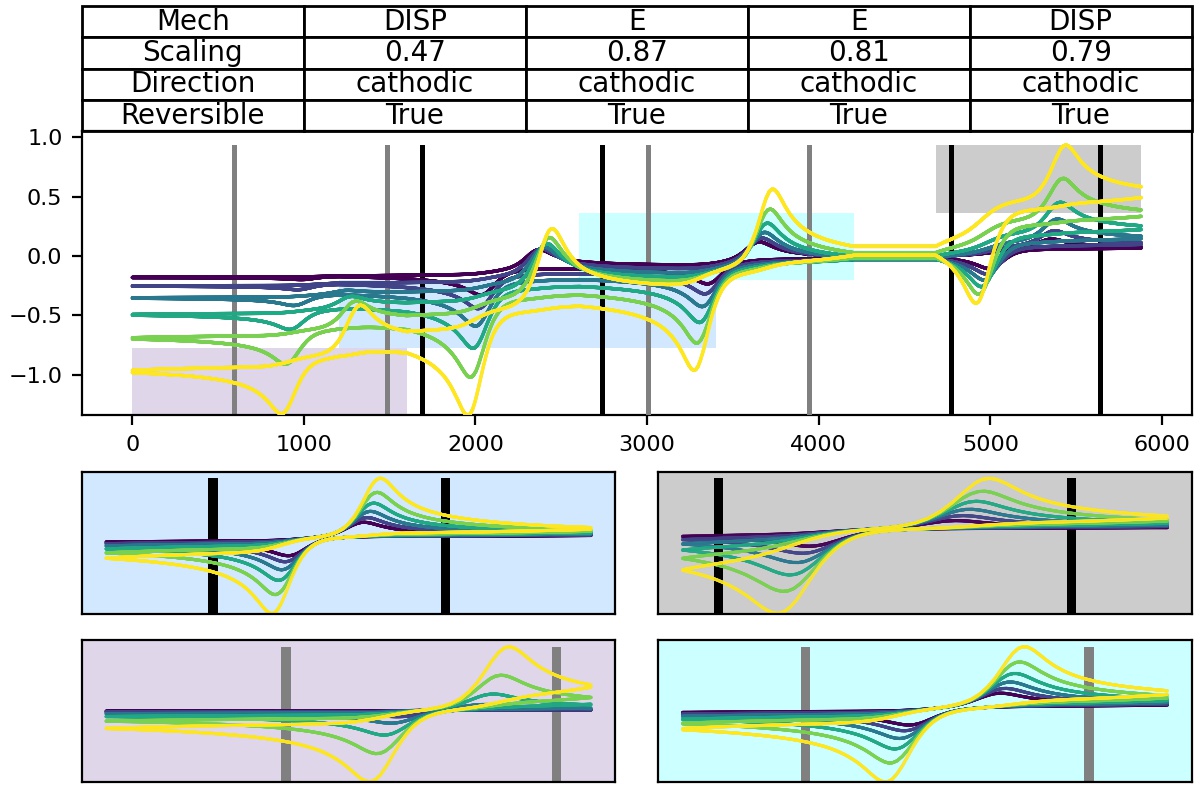 Mech DISP E E DISP
Scaling 0.47 0.87 0.81 0.79
Direction cathodic cathodic cathodic cathodic
Reversible True True True True
1.0
0.5
0.0
−0.5
−1.0
0 1000 2000 3000 4000 5000 6000